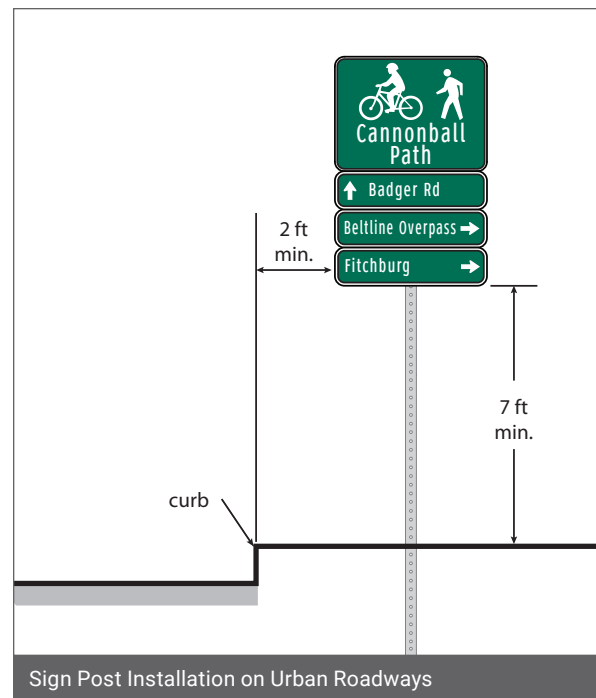 Cannonball
Path
Badger Rd
Beltline Overpass
Fitchburg
2 ft
min.
7 ft
min.
curb
Sign Post Installation on Urban Roadways